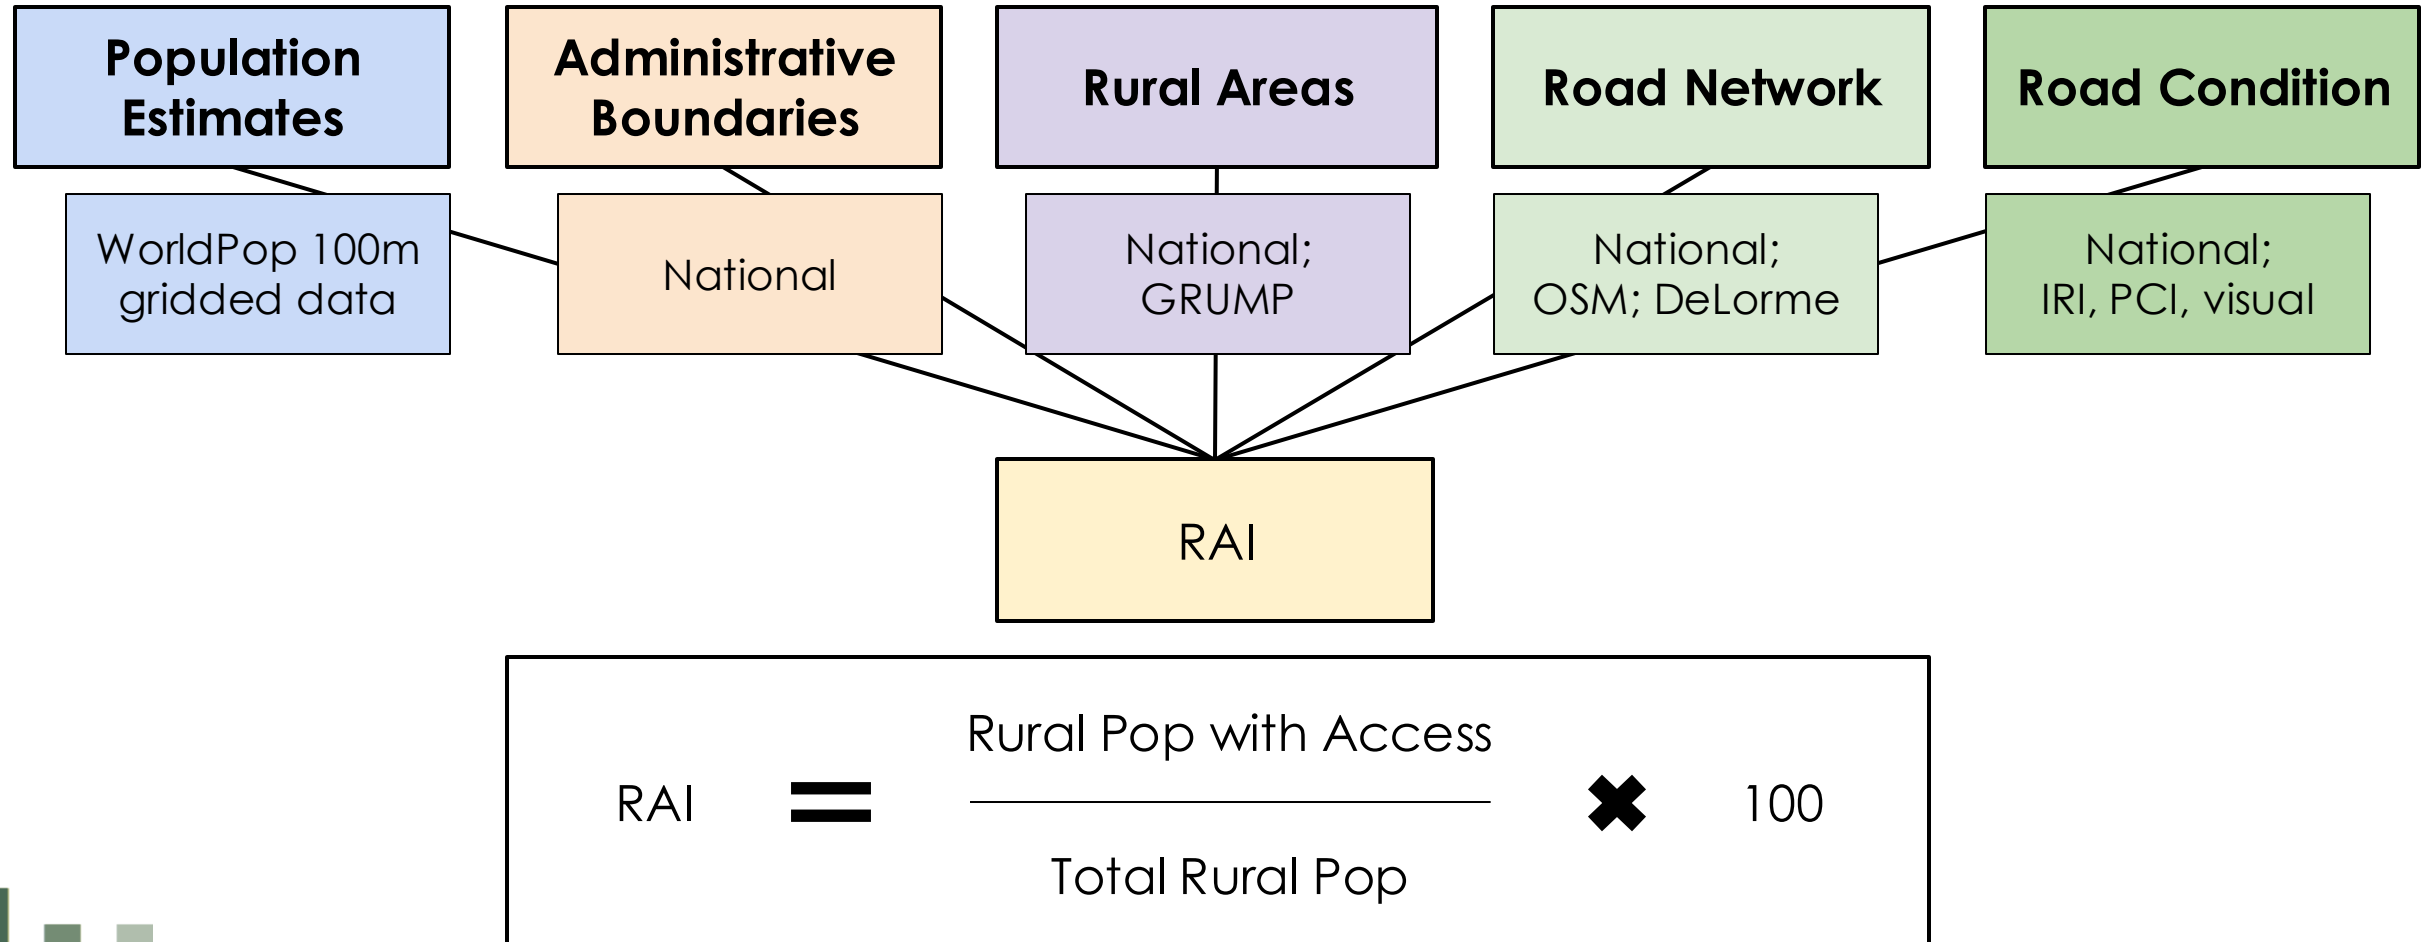 Population
Estimates
Administrative
Boundaries
Rural Areas
Road Network
Road Condition
WorldPop 100m
gridded data
National
National;
GRUMP
National;
OSM; DeLorme
National;
IRI, PCI, visual
RAI
Rural Pop with Access
RAI = ✖ 100
Total Rural Pop